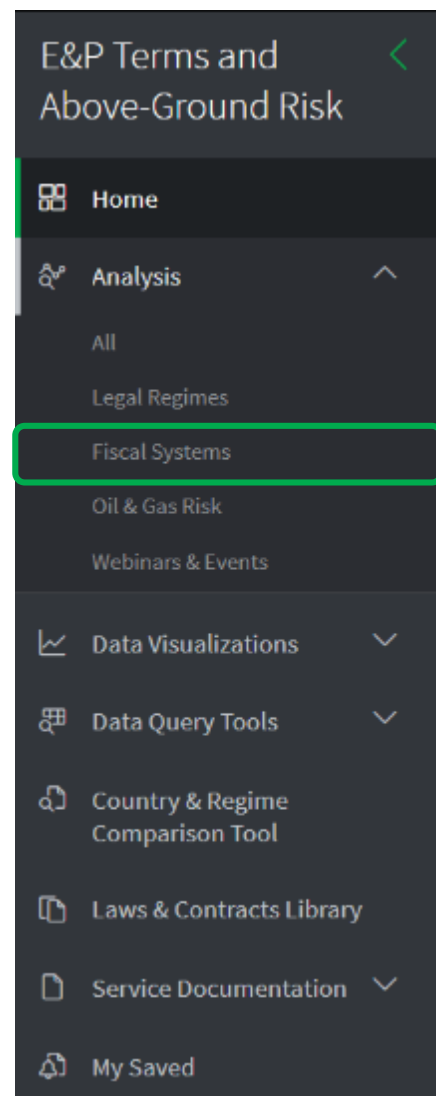 E&P Terms and
Above-Ground Risk
Home
Analysis
All
Legal Regimes
Fiscal Systems
Oil & Gas Risk
Webinars & Events
Data Visualizations
Data Query Tools
Country & Regime
Comparison Tool
Laws & Contracts Library
Service Documentation
My Saved